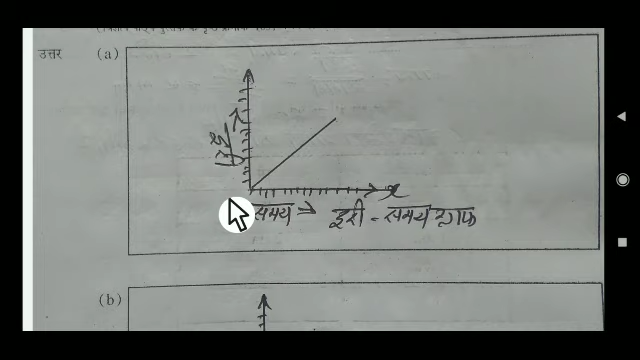 उत्तर (a)
दूरी
x
समय → दूरी - समय ग्राफ
(b)